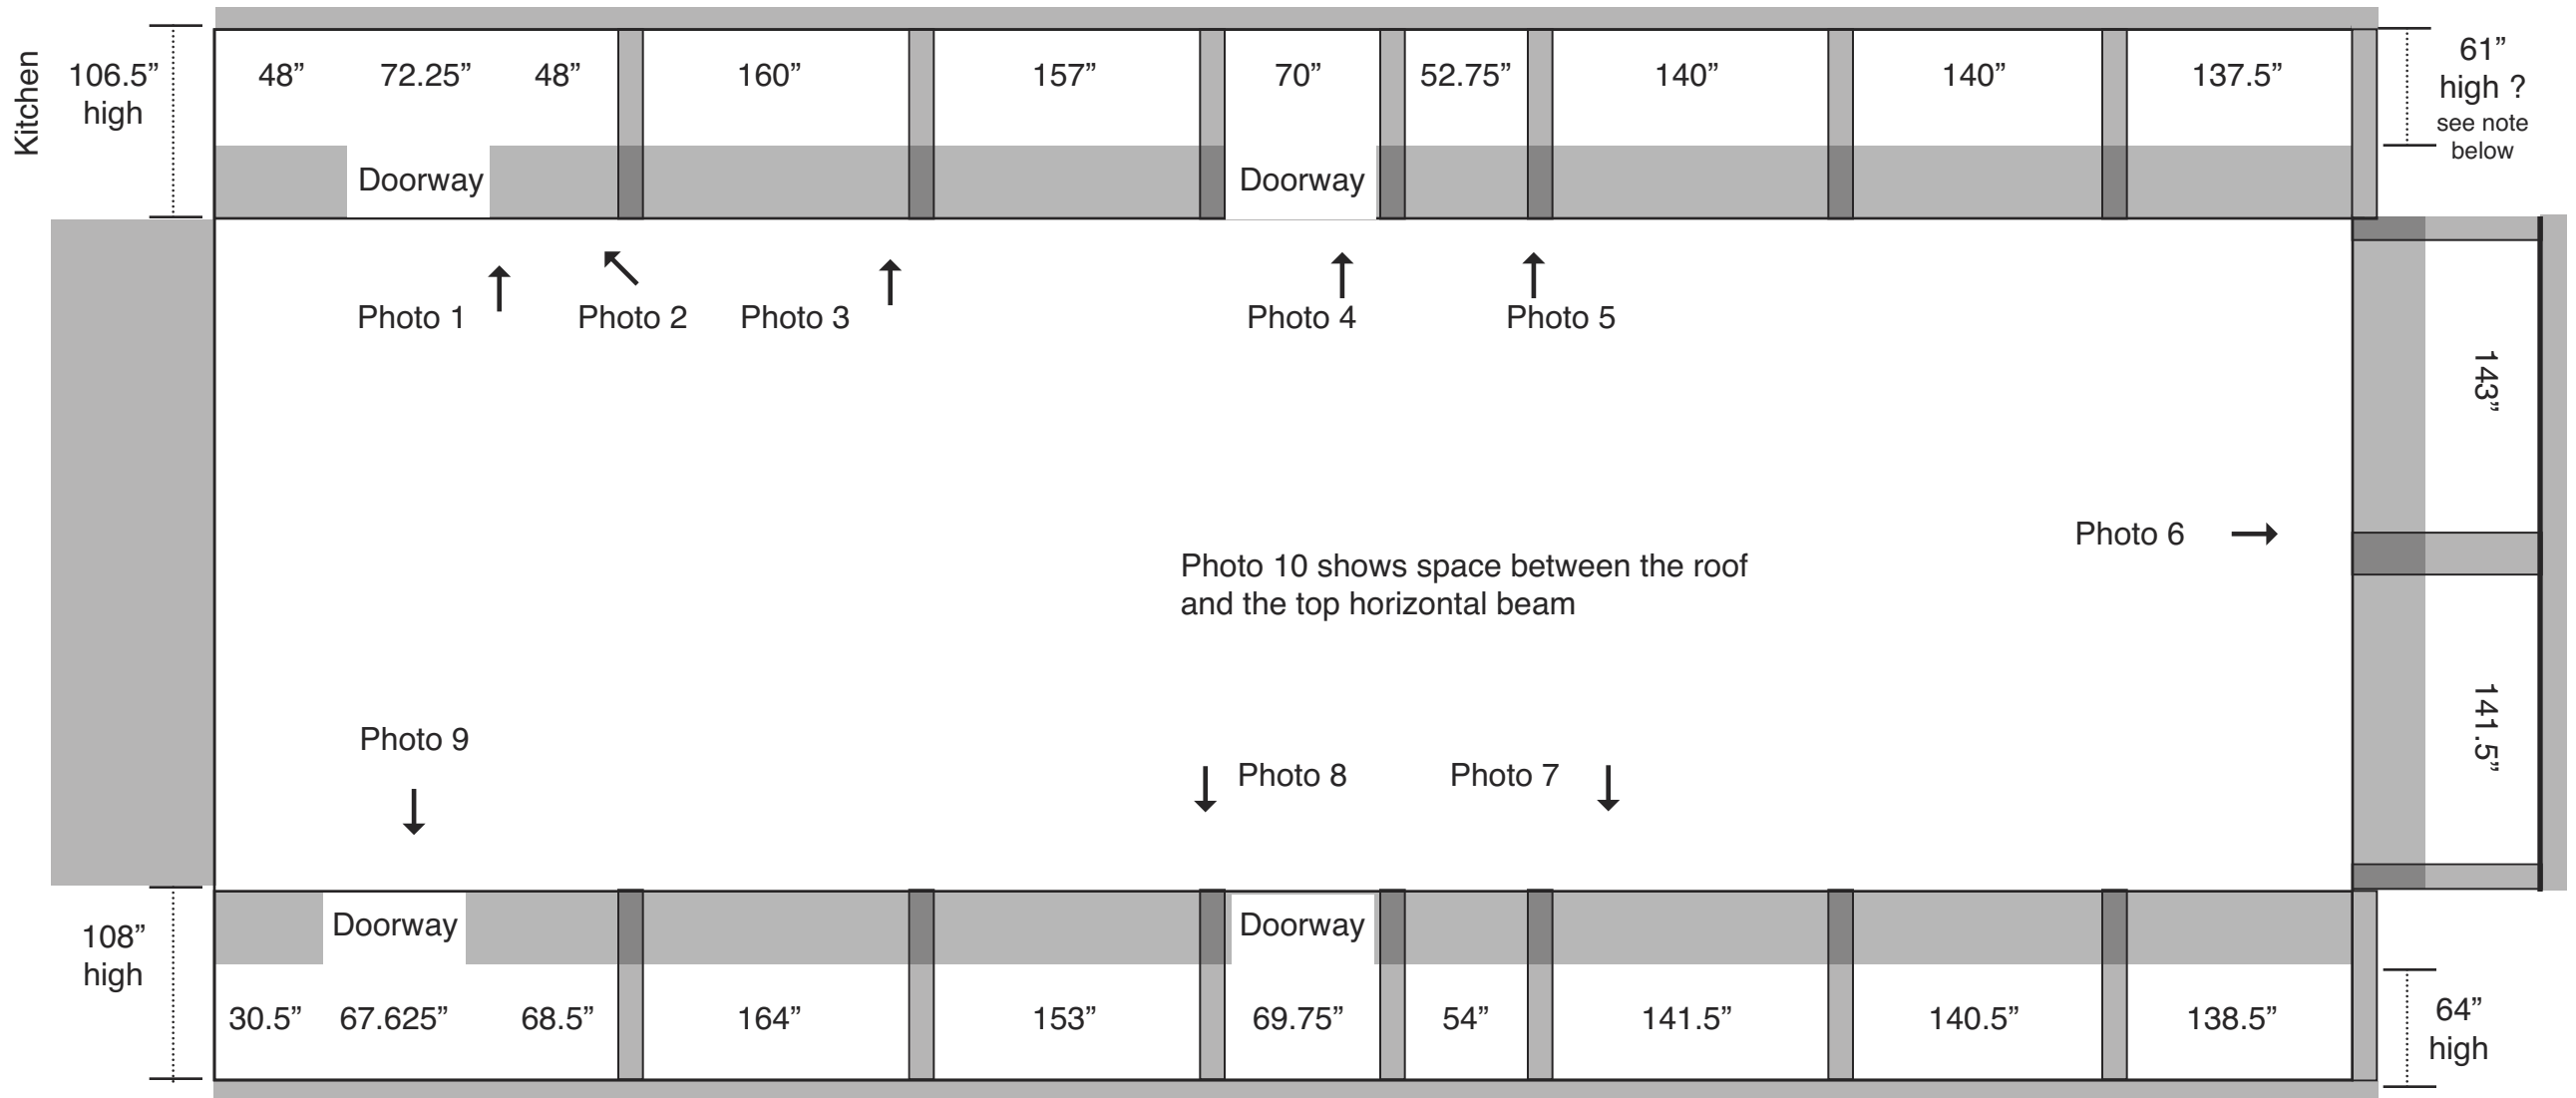 Kitchen
106.5”
high
48”
72.25”
48”
160”
157”
70”
52.75”
140”
140”
137.5”
61”
high ?
see note
below
Doorway
Doorway
Photo 1
Photo 2
Photo 3
Photo 4
Photo 5
143”
Photo 6
Photo 10 shows space between the roof
and the top horizontal beam
141.5”
Photo 9
Photo 8
Photo 7
108”
high
Doorway
Doorway
30.5”
67.625”
68.5”
164”
153”
69.75”
54”
141.5”
140.5”
138.5”
64”
high